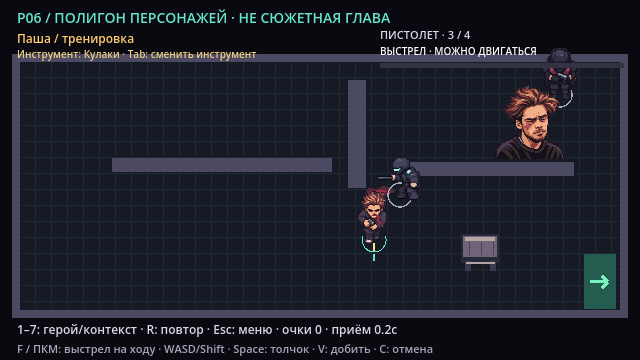 P06 / ПОЛИГОН ПЕРСОНАЖЕЙ · НЕ СЮЖЕТНАЯ ГЛАВА
Паша / тренировка
Инструмент: Кулаки · Tab: сменить инструмент
ПИСТОЛЕТ · 3 / 4
ВЫСТРЕЛ · МОЖНО ДВИГАТЬСЯ
1–7: герой/контекст · R: повтор · Esc: меню · очки 0 · приём 0.2с
F / ПКМ: выстрел на ходу · WASD/Shift · Space: толчок · V: добить · C: отмена